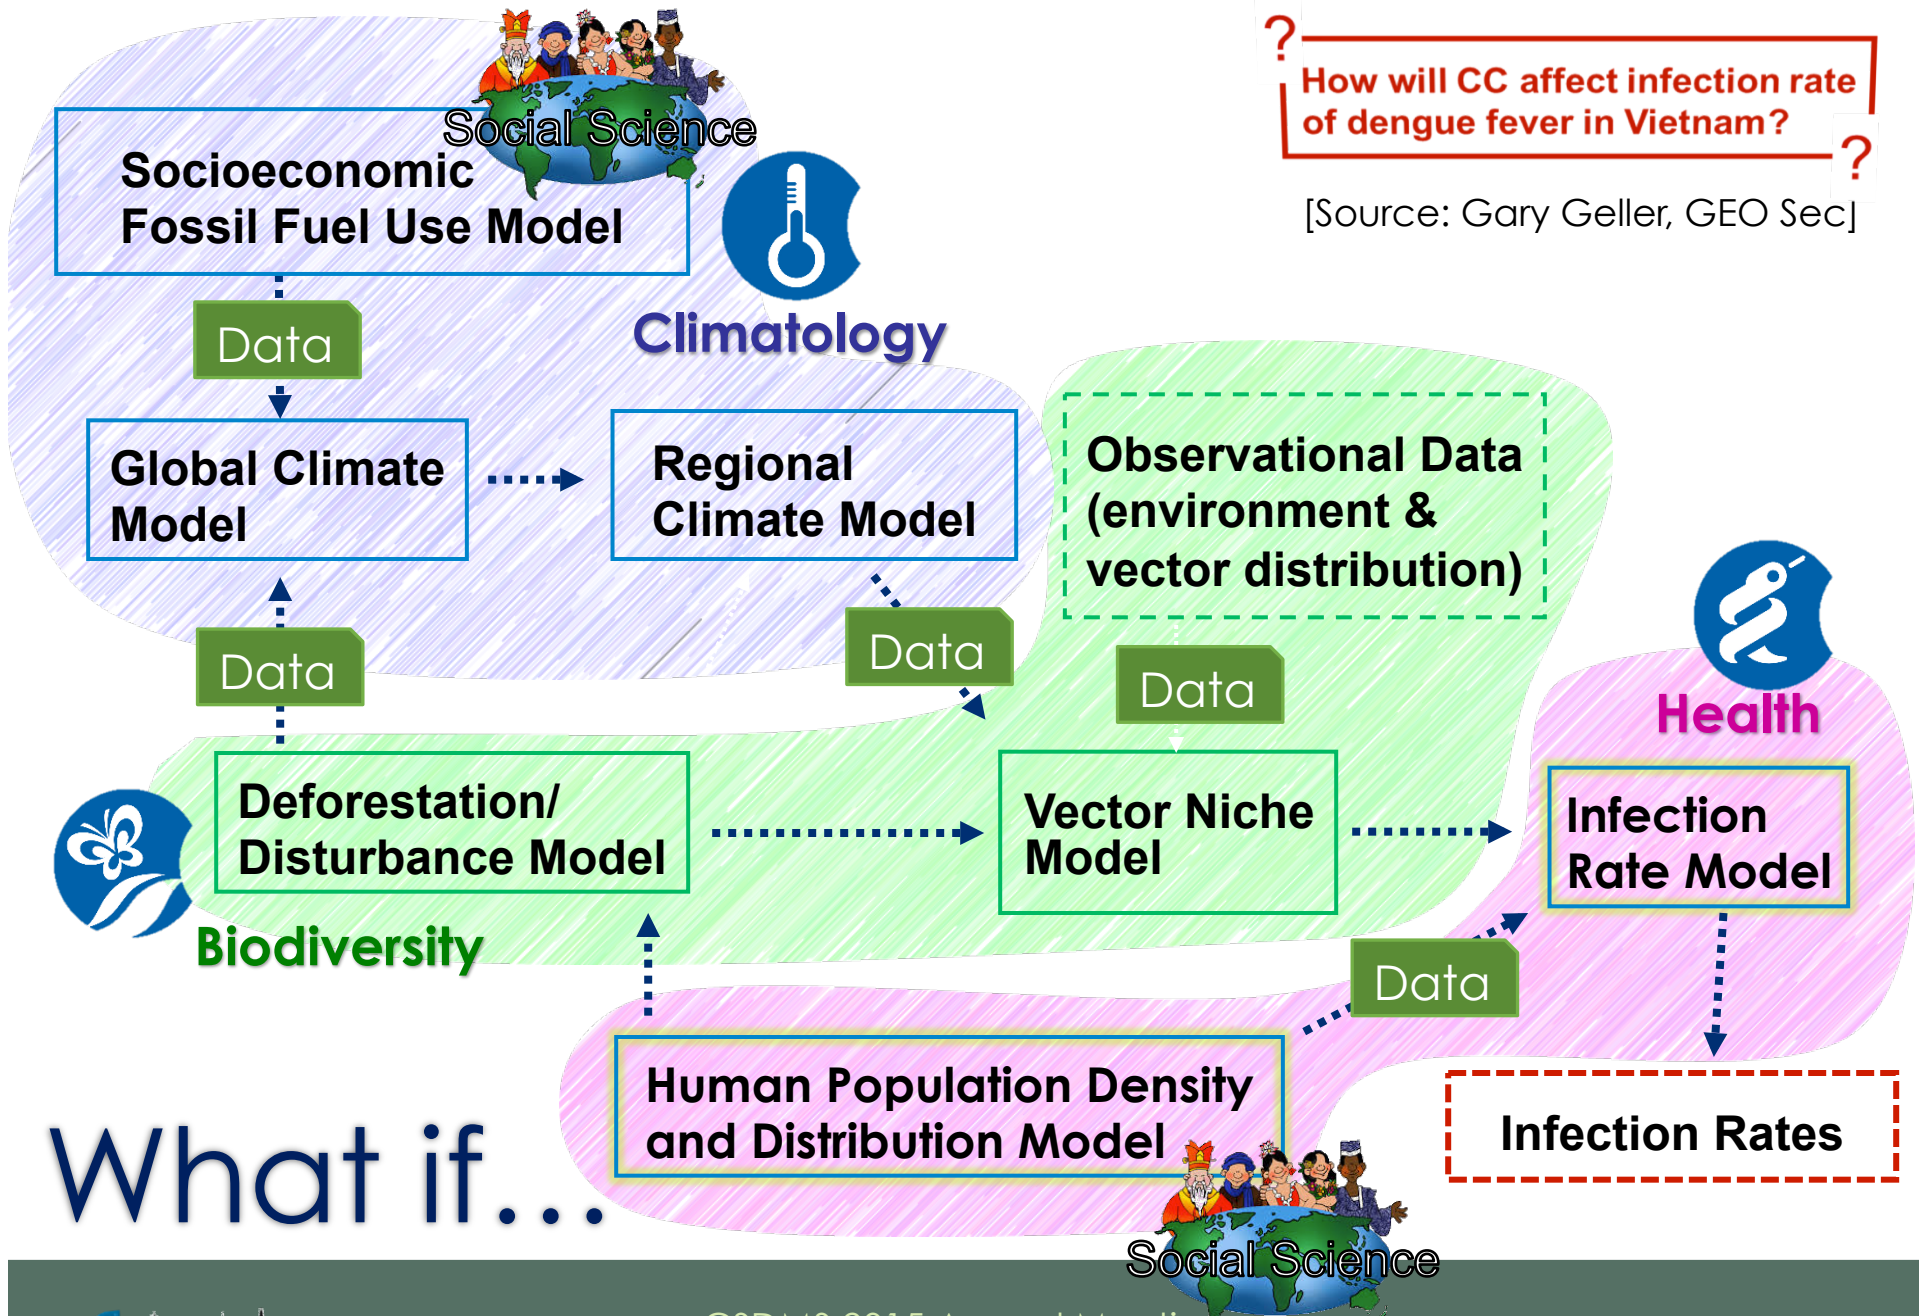 Social Science
?
How will CC affect infection rate
of dengue fever in Vietnam?
?
[Source: Gary Geller, GEO Sec]
Socioeconomic
Fossil Fuel Use Model
Climatology
Data
Global Climate
Model
Regional
Climate Model
Observational Data
(environment &
vector distribution)
Data
Data
Data
Health
Deforestation/
Disturbance Model
Vector Niche
Model
Infection
Rate Model
Biodiversity
Data
Human Population Density
and Distribution Model
Infection Rates
What if...
Social Science